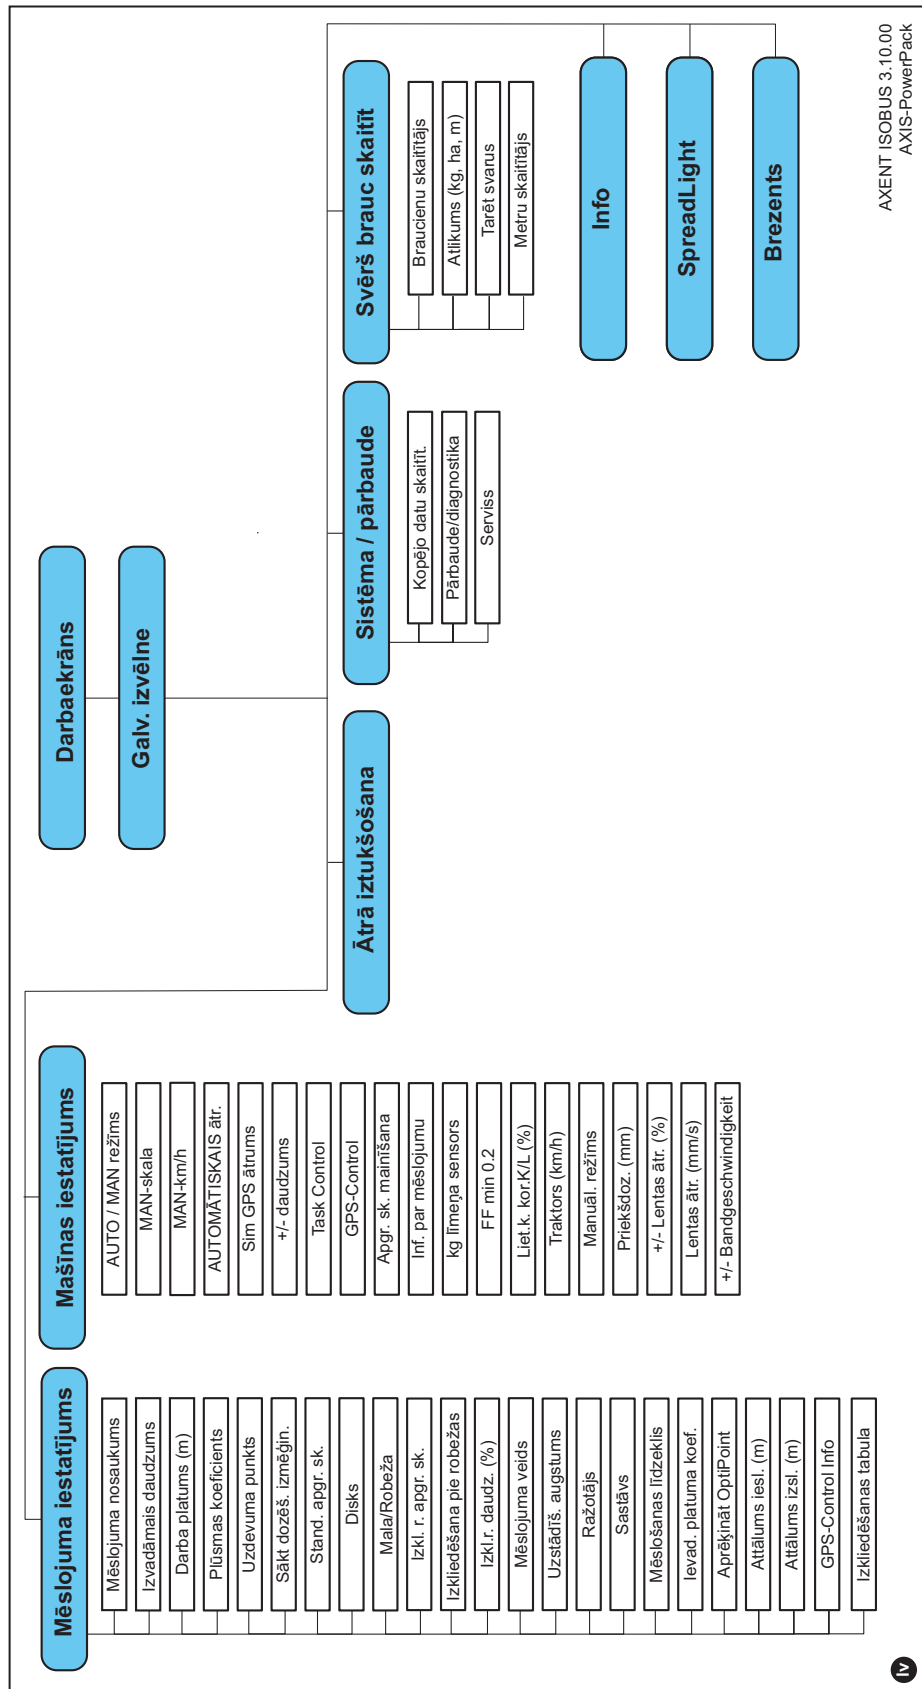 Darbaekrāns
Galv. izvēlne
Mēslojuma iestatījums
Mēslojuma nosaukums
Izvadāmais daudzums
Darba platums (m)
Plūsmas koeficients
Uzdevuma punkts
Sākt dozēš. izmēģin.
Stand. apgr. sk.
Disks
Mala/Robeža
Izkl. r. apgr. sk.
Izkliedēšana pie robežas
Izkl.r. daudz. (%)
Mēslojuma veids
Uzstādīš. augstums
Ražotājs
Sastāvs
Mēslošanas līdzeklis
Ievad. platuma koef.
Aprēķināt OptiPoint
Attālums iesl. (m)
Attālums izsl. (m)
GPS-Control Info
Izkliedēšanas tabula
Mašīnas iestatījums
AUTO / MAN režīms
MAN-skala
MAN-km/h
AUTOMĀTISKAIS ātr.
Sim GPS ātrums
+/- daudzums
Task Control
GPS-Control
Apgr. sk. mainīšana
Inf. par mēslojumu
kg līmeņa sensors
FF min 0.2
Liet.k. kor.K/L (%)
Traktors (km/h)
Manuāl. režīms
Priekšdoz. (mm)
+/- Lentas ātr. (%)
Lentas ātr. (mm/s)
+/- Bandgeschwindigkeit
Ātrā iztukšošana
Sistēma / pārbaude
Kopējo datu skaitīt.
Pārbaude/diagnostika
Serviss
Svērš brauc skaitīt
Braucienu skaitītājs
Atlikums (kg, ha, m)
Tarēt svarus
Metru skaitītājs
Info
SpreadLight
Brezents
AXENT ISOBUS 3.10.00
AXIS-PowerPack
lv